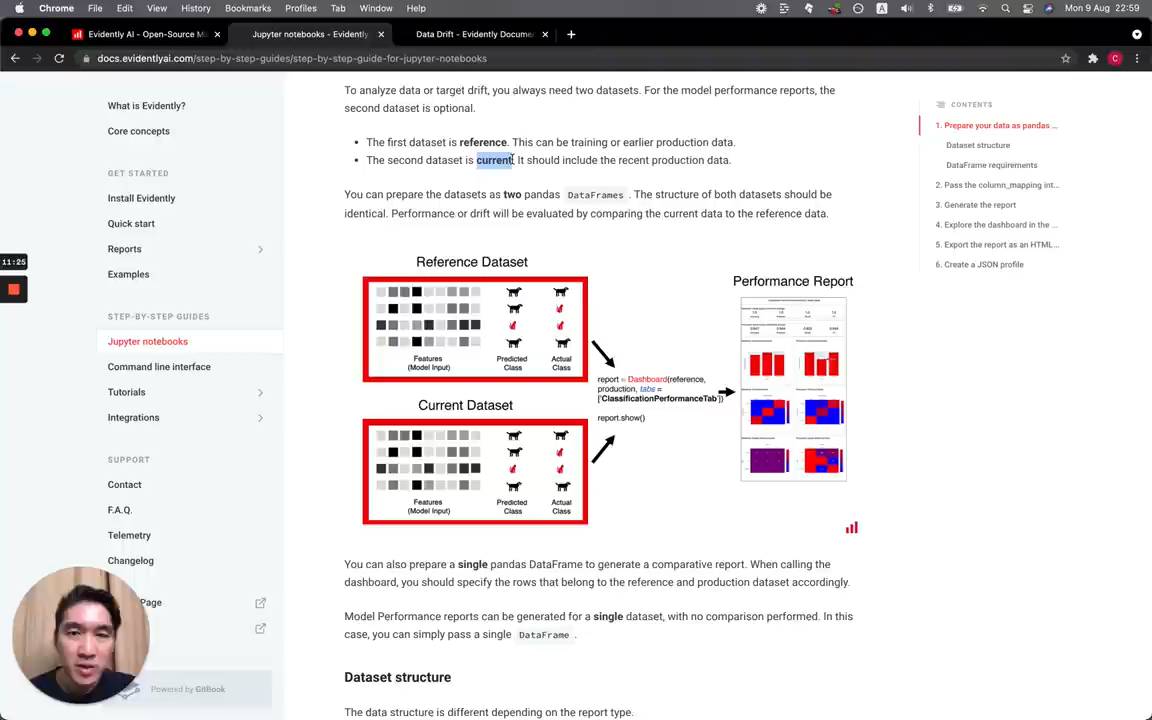 Chrome File Edit View History Bookmarks Profiles Tab Window Help
A
Mon 9 Aug 22:59
Evidently AI - Open-Source M
Jupyter notebooks - Evidently
Data Drift - Evidently Docume
docs.evidentlyai.com/step-by-step-guides/step-by-step-guide-for-jupyter-notebooks
C
What is Evidently?
Core concepts
GET STARTED
Install Evidently
Quick start
Reports
Examples
STEP-BY-STEP GUIDES
Jupyter notebooks
Command line interface
Tutorials
Integrations
SUPPORT
Contact
F.A.Q.
Telemetry
Changelog
Page
Powered by GitBook
11:25
To analyze data or target drift, you always need two datasets. For the model performance reports, the
second dataset is optional.
• The first dataset is reference. This can be training or earlier production data.
• The second dataset is current. It should include the recent production data.
You can prepare the datasets as two pandas DataFrames . The structure of both datasets should be
identical. Performance or drift will be evaluated by comparing the current data to the reference data.
Reference Dataset
Features
(Model Input)
Predicted
Class
Actual
Class
Current Dataset
Features
(Model Input)
Predicted
Class
Actual
Class
report = Dashboard(reference,
production, tabs =
['ClassificationPerformanceTab'])
report.show()
Performance Report
You can also prepare a single pandas DataFrame to generate a comparative report. When calling the
dashboard, you should specify the rows that belong to the reference and production dataset accordingly.
Model Performance reports can be generated for a single dataset, with no comparison performed. In this
case, you can simply pass a single DataFrame .
Dataset structure
The data structure is different depending on the report type.
CONTENTS
1. Prepare your data as pandas ...
Dataset structure
DataFrame requirements
2. Pass the column_mapping int...
3. Generate the report
4. Explore the dashboard in the ...
5. Export the report as an HTML...
6. Create a JSON profile